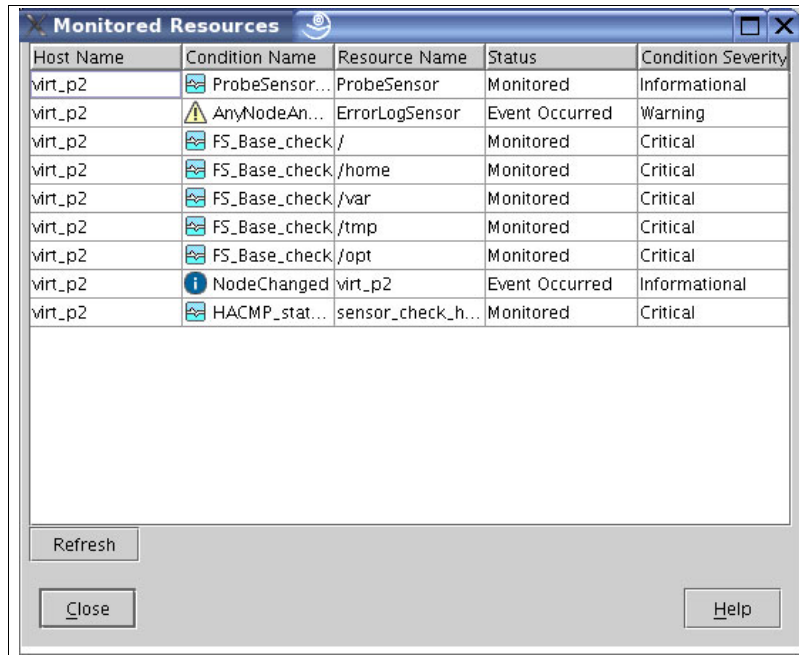 Monitored Resources
Host Name Condition Name Resource Name Status Condition Severity
virt_p2 ProbeSensor... ProbeSensor Monitored Informational
virt_p2 AnyNodeAn... ErrorLogSensor Event Occurred Warning
virt_p2 FS_Base_check / Monitored Critical
virt_p2 FS_Base_check /home Monitored Critical
virt_p2 FS_Base_check /var Monitored Critical
virt_p2 FS_Base_check /tmp Monitored Critical
virt_p2 FS_Base_check /opt Monitored Critical
virt_p2 NodeChanged virt_p2 Event Occurred Informational
virt_p2 HACMP_stat... sensor_check_h... Monitored Critical
Refresh
Close Help